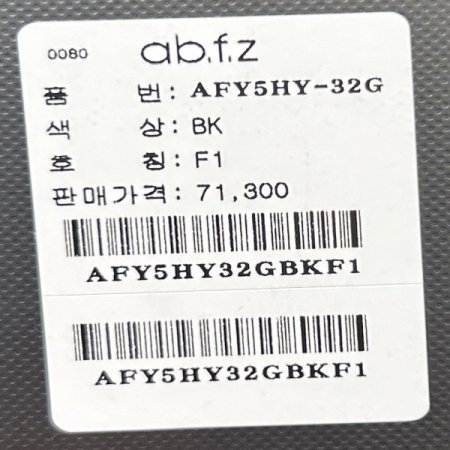 0080 ab.f.z
품 번 : AFY5HY-32G
색 상 : BK
호 칭 : F1
판매가격 : 71,300
AFY5HY32GBKF1
AFY5HY32GBKF1